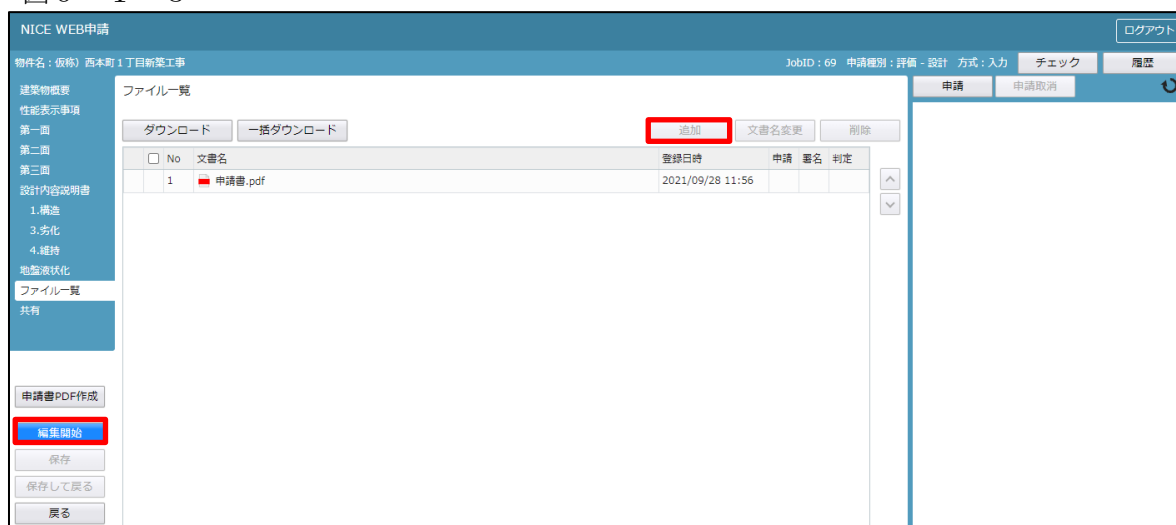 NICE WEB申請
ログアウト
物件名：仮称）西本町１丁目新築工事
JobID：69 申請種別：評価 - 設計 方式：入力
チェック
履歴
建築物概要
性能表示事項
第一面
第二面
第三面
設計内容説明書
1.構造
3.劣化
4.維持
地盤液状化
ファイル一覧
共有
申請書PDF作成
編集開始
保存
保存して戻る
戻る
ファイル一覧
ダウンロード
一括ダウンロード
追加
文書名変更
削除
No 文書名 登録日時 申請 署名 判定
1 申請書.pdf 2021/09/28 11:56
申請
申請取消